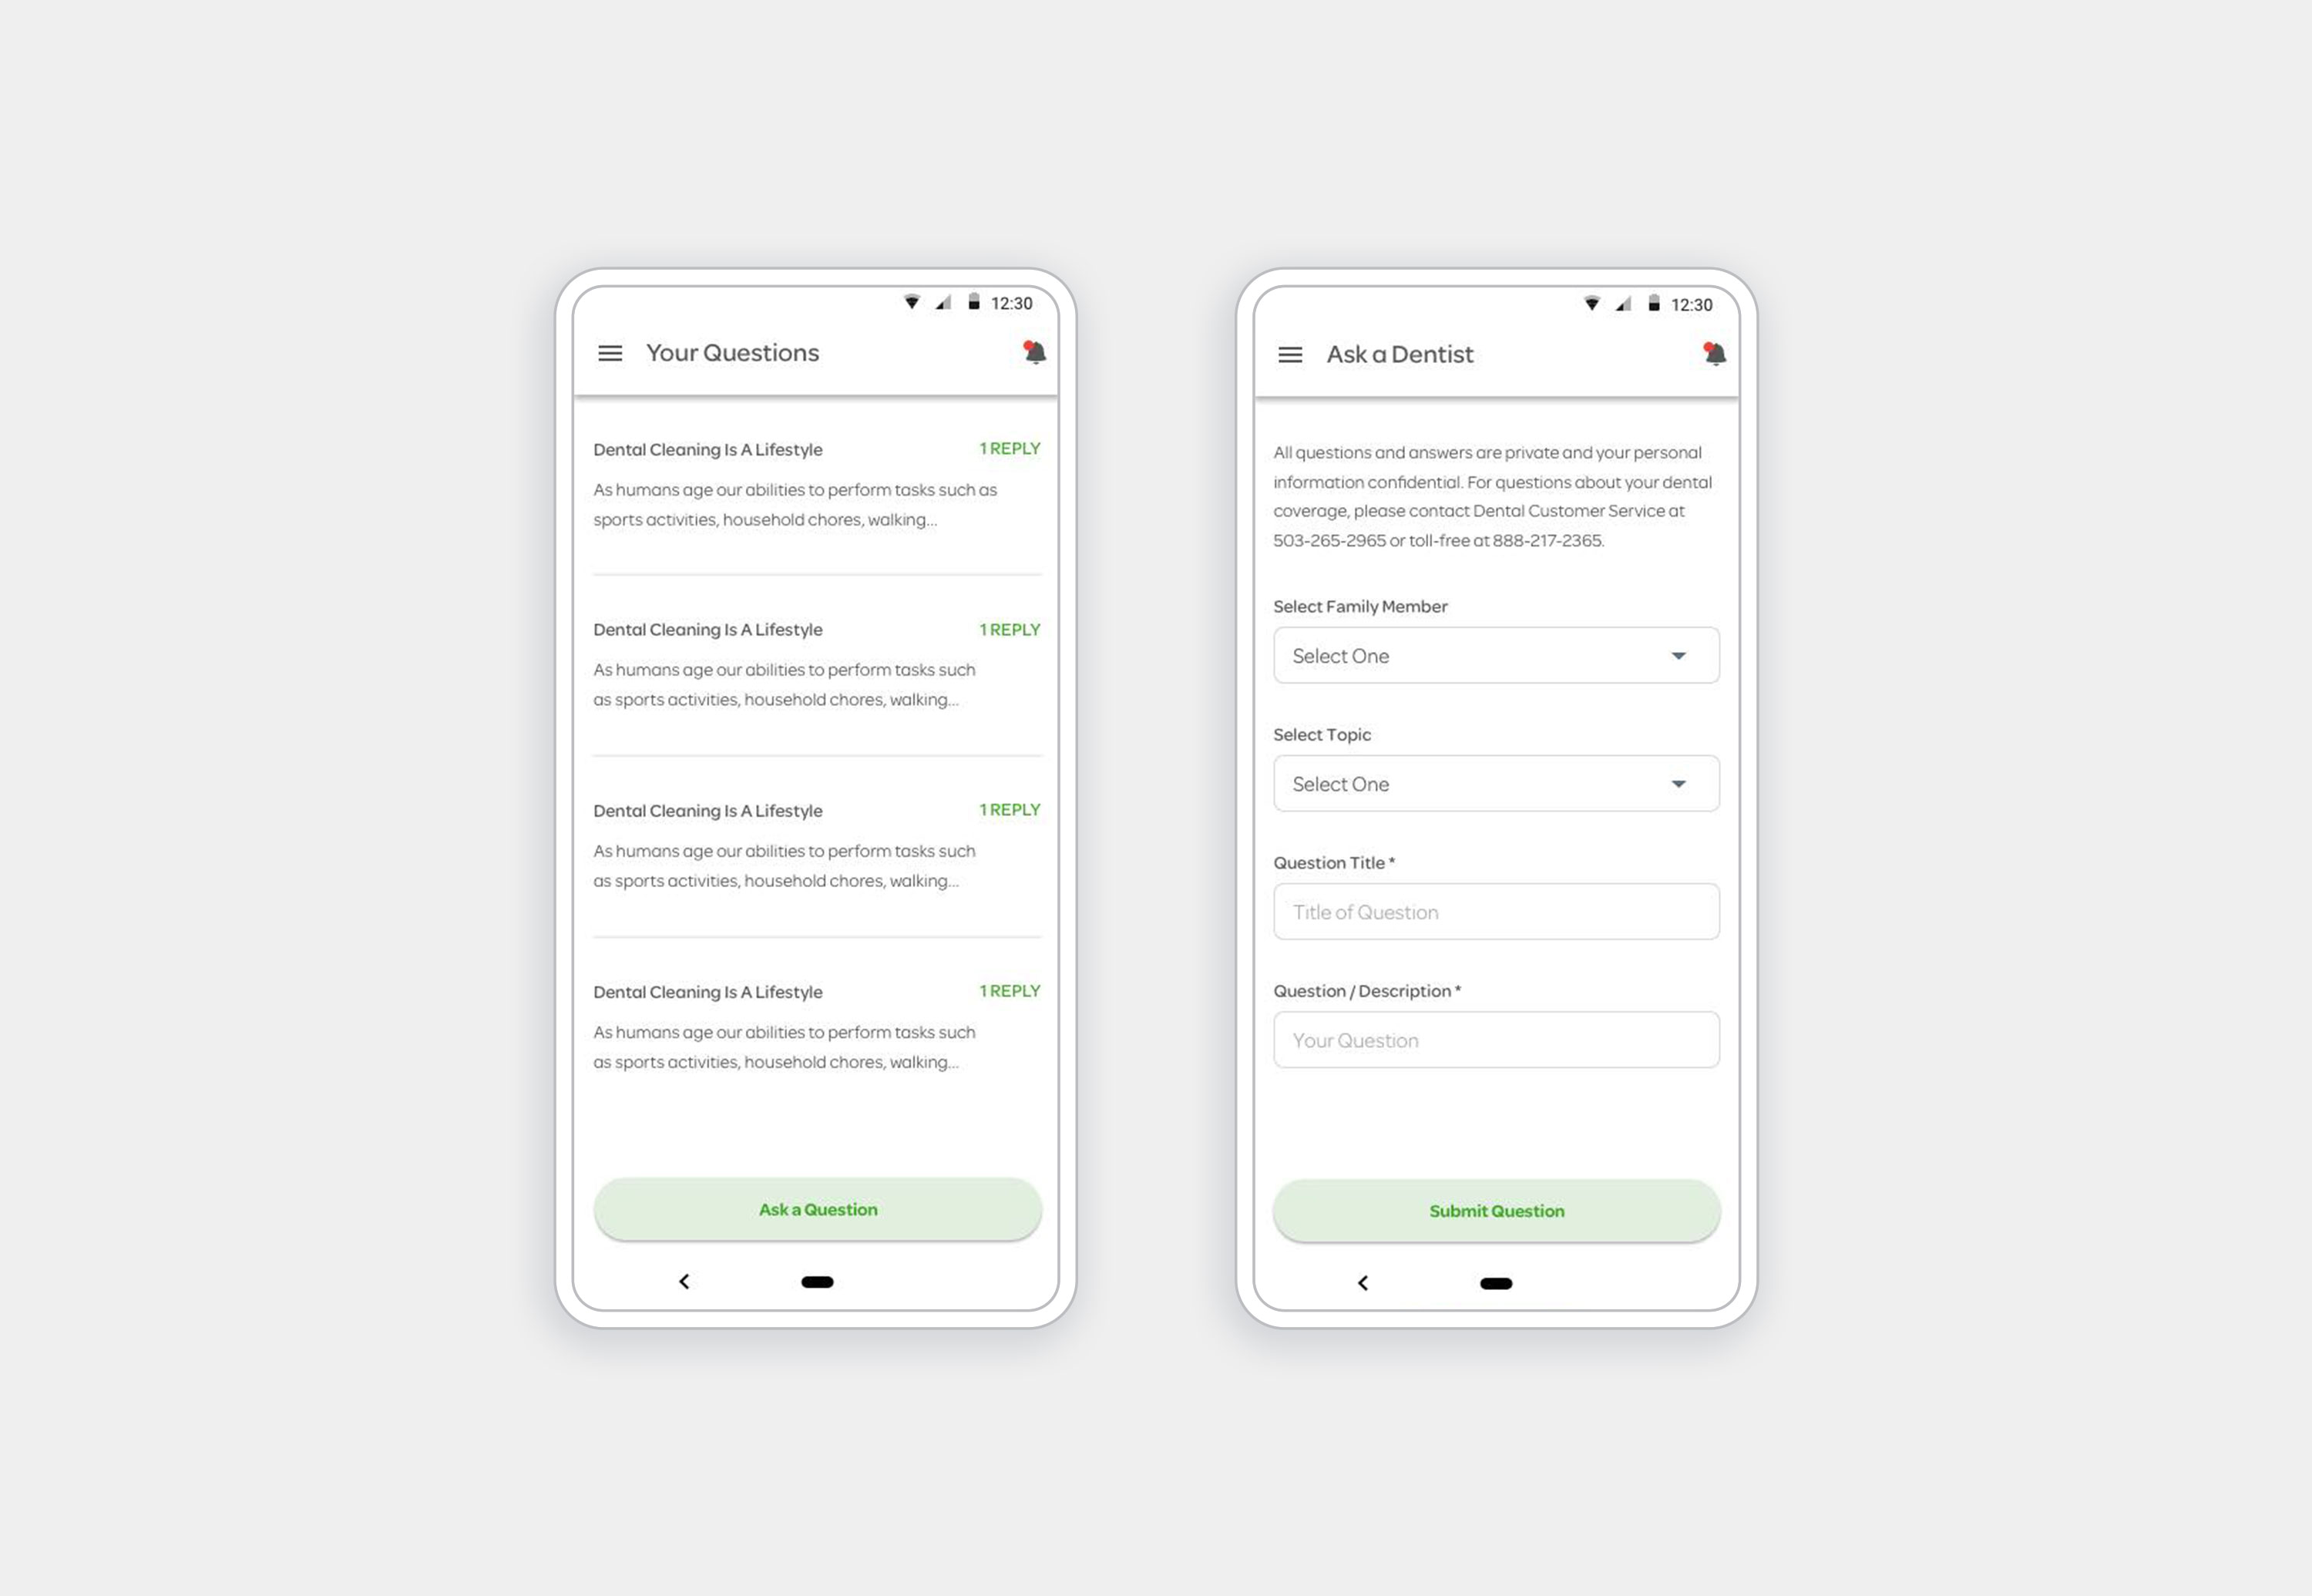 12:30
Your Questions
Dental Cleaning Is A Lifestyle 1 REPLY
As humans age our abilities to perform tasks such as
sports activities, household chores, walking...
Dental Cleaning Is A Lifestyle 1 REPLY
As humans age our abilities to perform tasks such
as sports activities, household chores, walking...
Dental Cleaning Is A Lifestyle 1 REPLY
As humans age our abilities to perform tasks such
as sports activities, household chores, walking...
Dental Cleaning Is A Lifestyle 1 REPLY
As humans age our abilities to perform tasks such
as sports activities, household chores, walking...
Ask a Question
12:30
Ask a Dentist
All questions and answers are private and your personal
information confidential. For questions about your dental
coverage, please contact Dental Customer Service at
503-265-2965 or toll-free at 888-217-2365.
Select Family Member
Select One
Select Topic
Select One
Question Title *
Title of Question
Question / Description *
Your Question
Submit Question